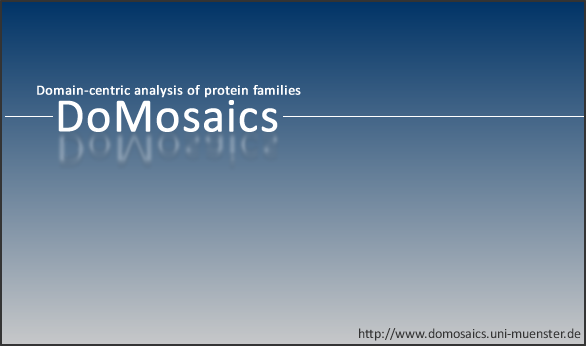 Domain-centric analysis of protein families
DoMosaics
http://www.domosaics.uni-muenster.de